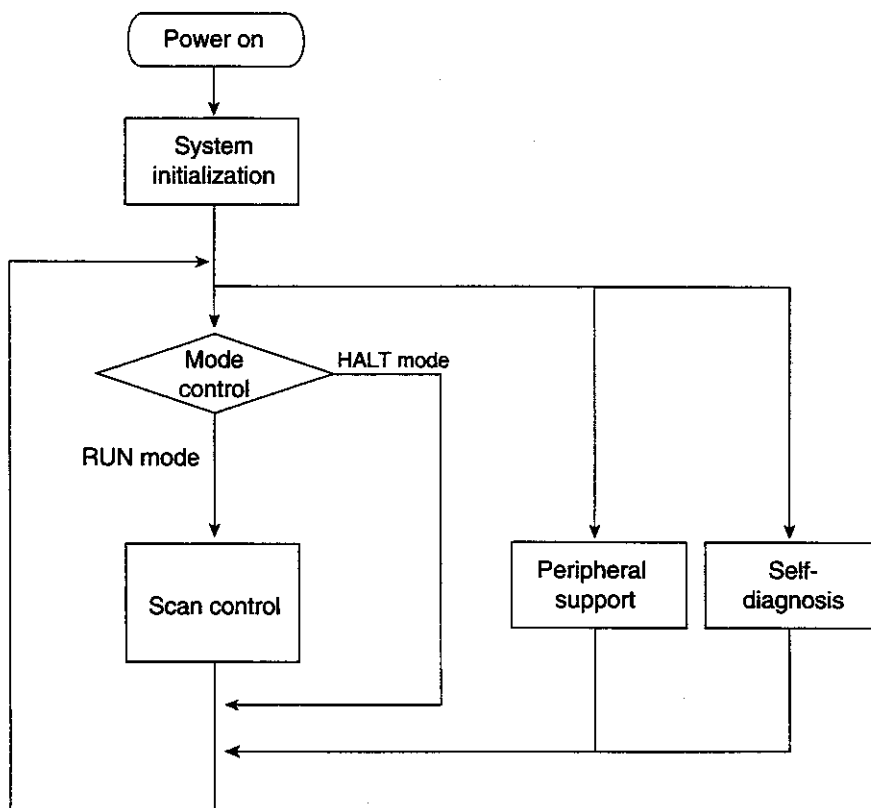 Power on
System
initialization
Mode
control
HALT mode
RUN mode
Scan control
Peripheral
support
Self-
diagnosis